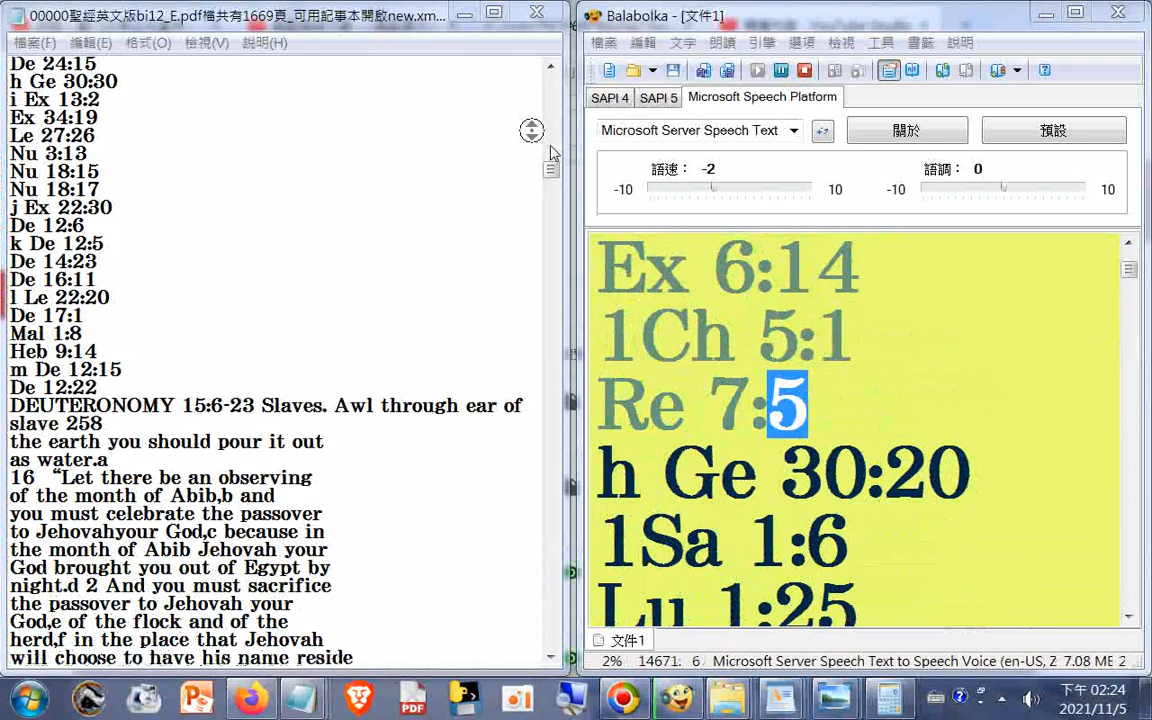 00000聖經英文版bi12_E.pdf檔共有1669頁_可用記事本開啟new.xm...
檔案(F) 編輯(E) 格式(O) 檢視(V) 說明(H)
De 24:15
h Ge 30:30
i Ex 13:2
Ex 34:19
Le 27:26
Nu 3:13
Nu 18:15
Nu 18:17
j Ex 22:30
De 12:6
k De 12:5
De 14:23
De 16:11
l Le 22:20
De 17:1
Mal 1:8
Heb 9:14
m De 12:15
De 12:22
DEUTERONOMY 15:6-23 Slaves. Awl through ear of
slave 258
the earth you should pour it out
as water.a
16 “Let there be an observing
of the month of Abib,b and
you must celebrate the passover
to Jehovahyour God,c because in
the month of Abib Jehovah your
God brought you out of Egypt by
night.d 2 And you must sacrifice
the passover to Jehovah your
God,e of the flock and of the
herd,f in the place that Jehovah
will choose to have his name reside
Balabolka - [文件1]
檔案 編輯 文字 朗讀 引擎 選項 檢視 工具 書籤 說明
SAPI 4 SAPI 5 Microsoft Speech Platform
Microsoft Server Speech Text 關於 預設
語速： -2 語調： 0
-10 10 -10 10
Ex 6:14
1Ch 5:1
Re 7:5
h Ge 30:20
1Sa 1:6
Lu 1:25
文件1
2% 14671: 6 Microsoft Server Speech Text to Speech Voice (en-US, Z 7.08 MB 2
PDF
下午 02:24
2021/11/5